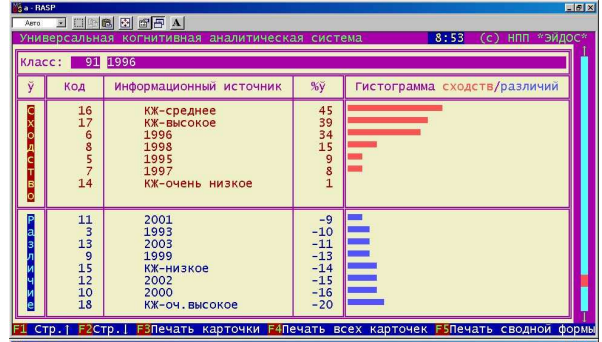 a - RASP
Авто
A
Универсальная когнитивная аналитическая система 8:53 (c) НПП *ЭЙДОС*
Класс: 91 1996
ÿ Код Информационный источник %ÿ Гистограмма сходств/различий
Сходство
16 КЖ-среднее 45
17 КЖ-высокое 39
6 1996 34
8 1998 15
5 1995 9
7 1997 8
14 КЖ-очень низкое 1
Различие
11 2001 -9
3 1993 -10
13 2003 -11
9 1999 -13
15 КЖ-низкое -14
12 2002 -15
10 2000 -16
18 КЖ-оч.высокое -20
F1 Стр.↑ F2Стр.↓ F3Печать карточки F4Печать всех карточек F5Печать сводной формы